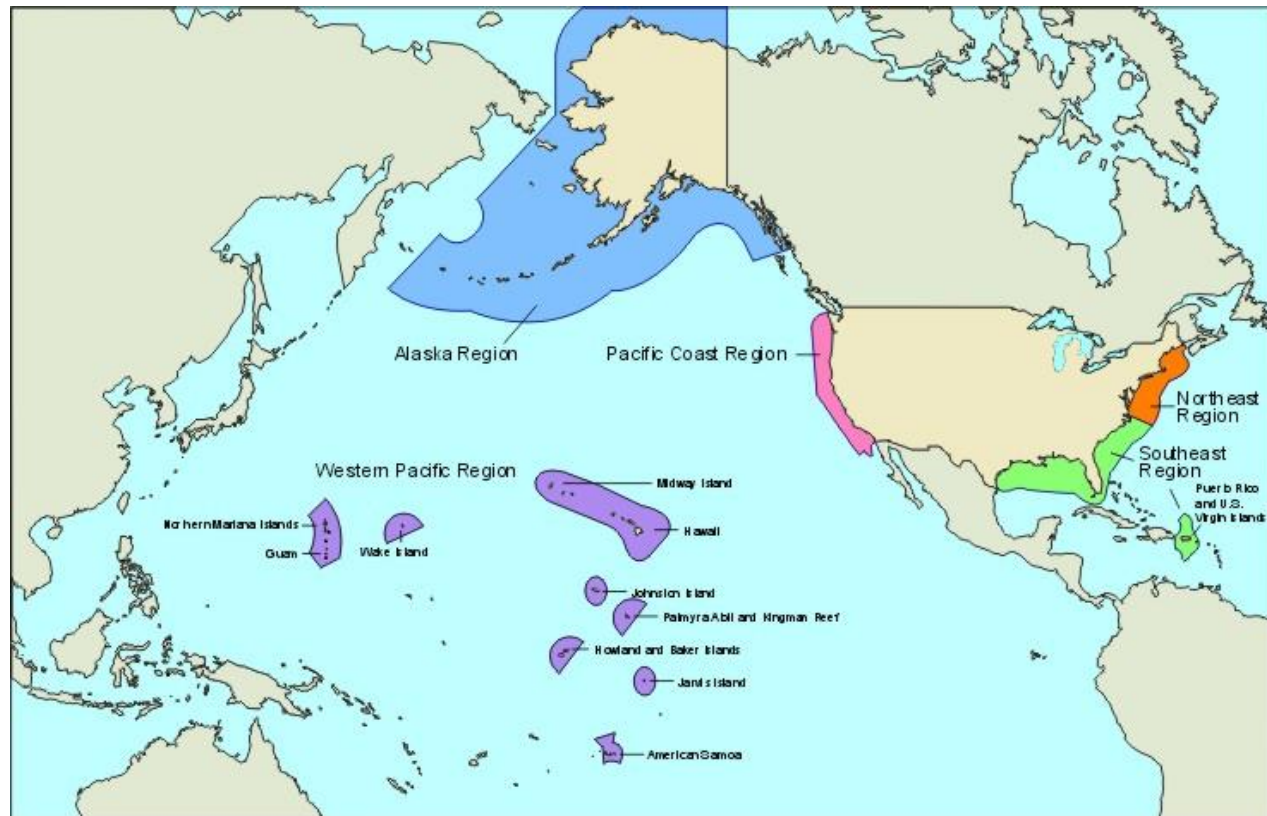 Alaska Region
Pacific Coast Region
Northeast
Region
Southeast
Region
Puerto Rico
and U.S.
Virgin Islands
Western Pacific Region
Midway Island
Northern Mariana Islands
Hawaii
Guam
Wake Island
Johnston Island
Palmyra Atoll and Kingman Reef
Howland and Baker Islands
Jarvis Island
American Samoa